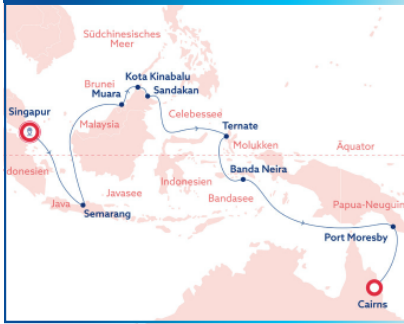 Südchinesisches
Meer
Kota Kinabalu
Brunei
Muara
Sandakan
Singapur
Celebessee
Malaysia
Ternate
Molukken
Äquator
Banda Neira
donesien
Indonesien
Javasee
Bandasee
Java
Semarang
Papua-Neuguin
Port Moresby
Cairns